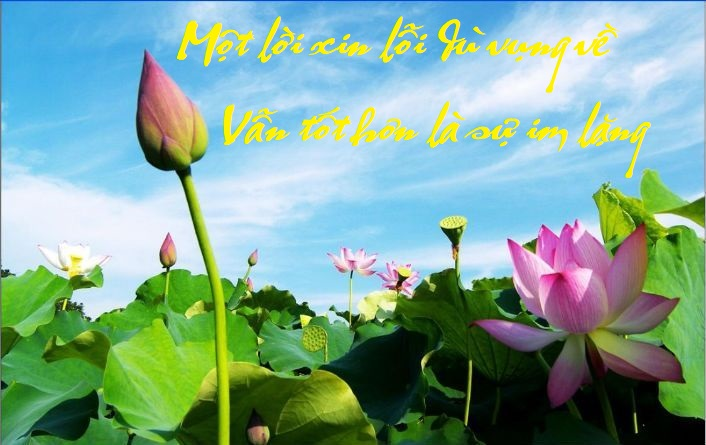 Một lời xin lỗi dù vụng về
Vẫn tốt hơn là sự im lặng